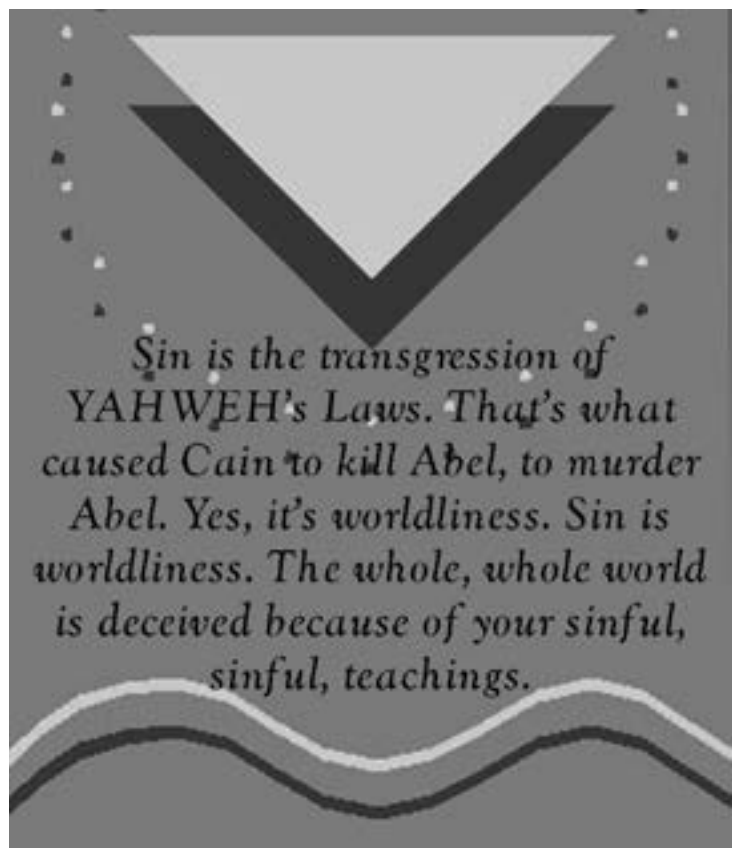 Sin is the transgression of
YAHWEH's Laws. That's what
caused Cain to kill Abel, to murder
Abel. Yes, it's worldliness. Sin is
worldliness. The whole, whole world
is deceived because of your sinful,
sinful, teachings.